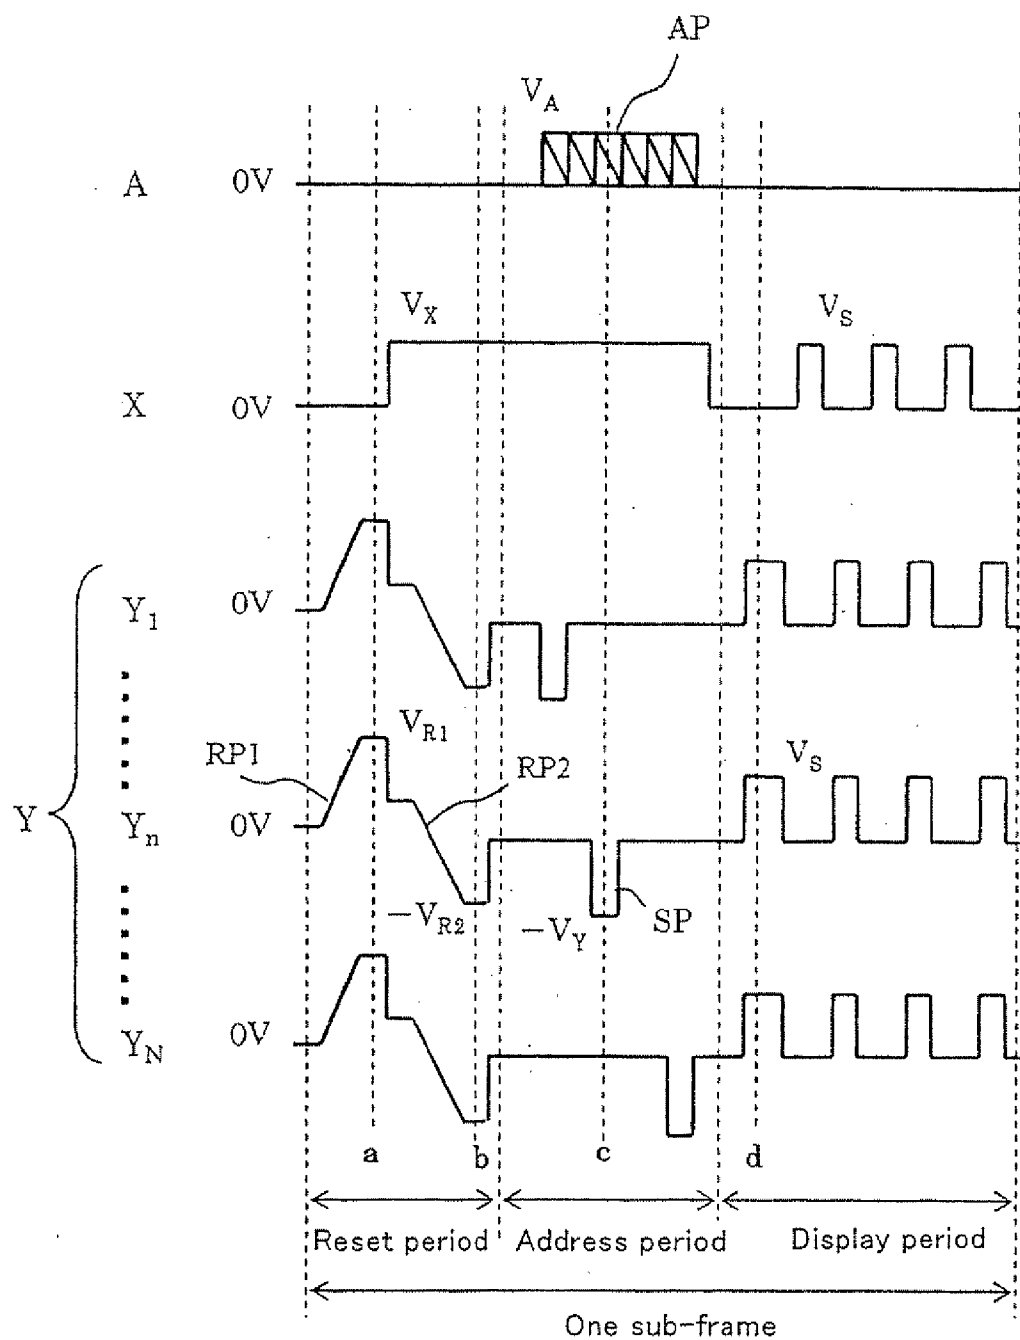 AP
V_A
A 0V
V_X V_S
X 0V
Y_1 0V
V_R1
RP1 RP2 V_S
Y Y_n 0V
-V_R2 -V_Y SP
Y_N 0V
a b c d
Reset period Address period Display period
One sub-frame